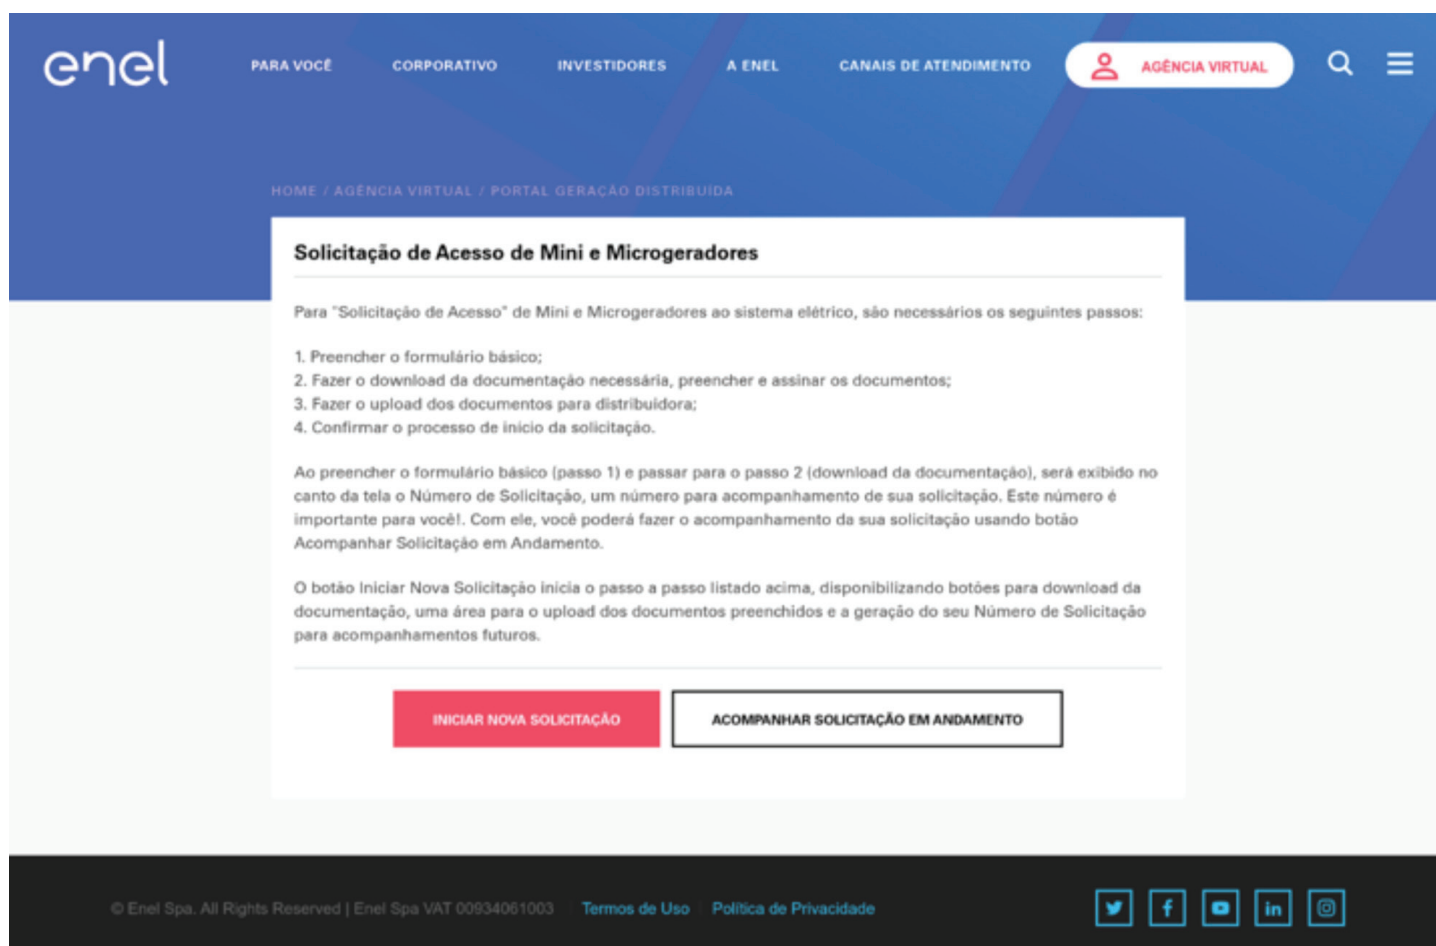 enel
PARA VOCÊ CORPORATIVO INVESTIDORES A ENEL CANAIS DE ATENDIMENTO AGÊNCIA VIRTUAL
HOME / AGÊNCIA VIRTUAL / PORTAL GERAÇÃO DISTRIBUÍDA
Solicitação de Acesso de Mini e Microgeradores
Para "Solicitação de Acesso" de Mini e Microgeradores ao sistema elétrico, são necessários os seguintes passos:
1. Preencher o formulário básico;
2. Fazer o download da documentação necessária, preencher e assinar os documentos;
3. Fazer o upload dos documentos para distribuidora;
4. Confirmar o processo de início da solicitação.
Ao preencher o formulário básico (passo 1) e passar para o passo 2 (download da documentação), será exibido no
canto da tela o Número de Solicitação, um número para acompanhamento de sua solicitação. Este número é
importante para você!. Com ele, você poderá fazer o acompanhamento da sua solicitação usando botão
Acompanhar Solicitação em Andamento.
O botão Iniciar Nova Solicitação inicia o passo a passo listado acima, disponibilizando botões para download da
documentação, uma área para o upload dos documentos preenchidos e a geração do seu Número de Solicitação
para acompanhamentos futuros.
INICIAR NOVA SOLICITAÇÃO ACOMPANHAR SOLICITAÇÃO EM ANDAMENTO
© Enel Spa. All Rights Reserved | Enel Spa VAT 00934061003 Termos de Uso Política de Privacidade